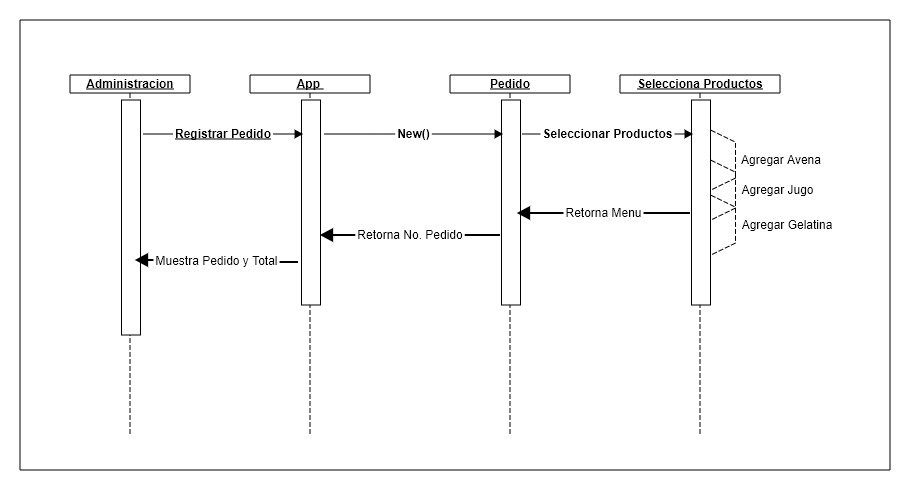 Administracion
App
Pedido
Selecciona Productos
Registrar Pedido
New()
Seleccionar Productos
Agregar Avena
Agregar Jugo
Retorna Menu
Agregar Gelatina
Retorna No. Pedido
Muestra Pedido y Total